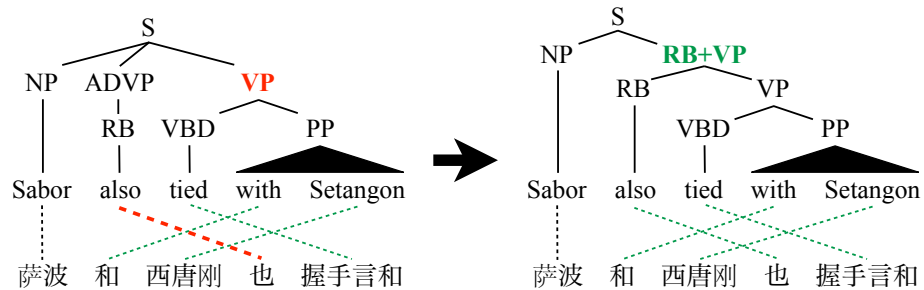 S
NP ADVP VP
RB VBD PP
Sabor also tied with Setangon
萨波 和 西唐刚 也 握手言和
S
NP RB+VP
RB VP
VBD PP
Sabor also tied with Setangon
萨波 和 西唐刚 也 握手言和